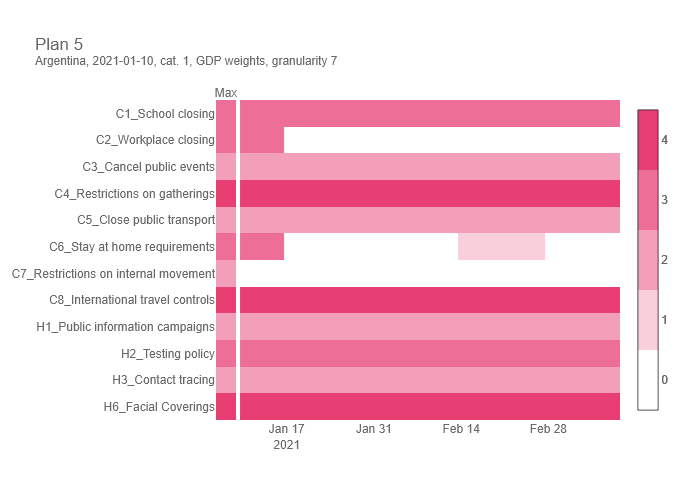 Plan 5
Argentina, 2021-01-10, cat. 1, GDP weights, granularity 7
Max
C1_School closing
C2_Workplace closing
C3_Cancel public events
C4_Restrictions on gatherings
C5_Close public transport
C6_Stay at home requirements
C7_Restrictions on internal movement
C8_International travel controls
H1_Public information campaigns
H2_Testing policy
H3_Contact tracing
H6_Facial Coverings
Jan 17 Jan 31 Feb 14 Feb 28
2021
4
3
2
1
0